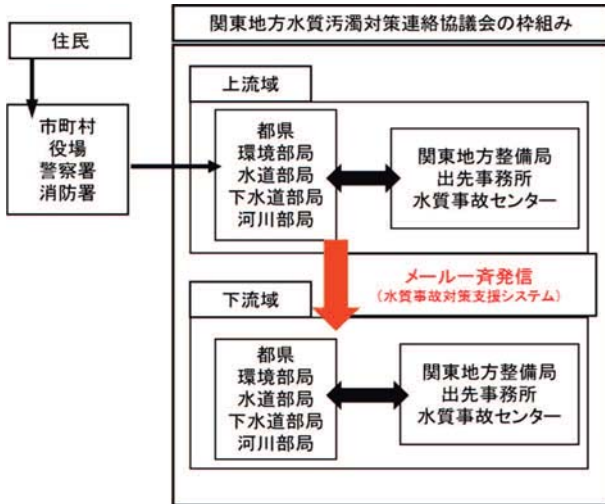 関東地方水質汚濁対策連絡協議会の枠組み
住民
市町村
役場
警察署
消防署
上流域
都県
環境部局
水道部局
下水道部局
河川部局
関東地方整備局
出先事務所
水質事故センター
メール一斉発信
（水質事故対策支援システム）
下流域
都県
環境部局
水道部局
下水道部局
河川部局
関東地方整備局
出先事務所
水質事故センター